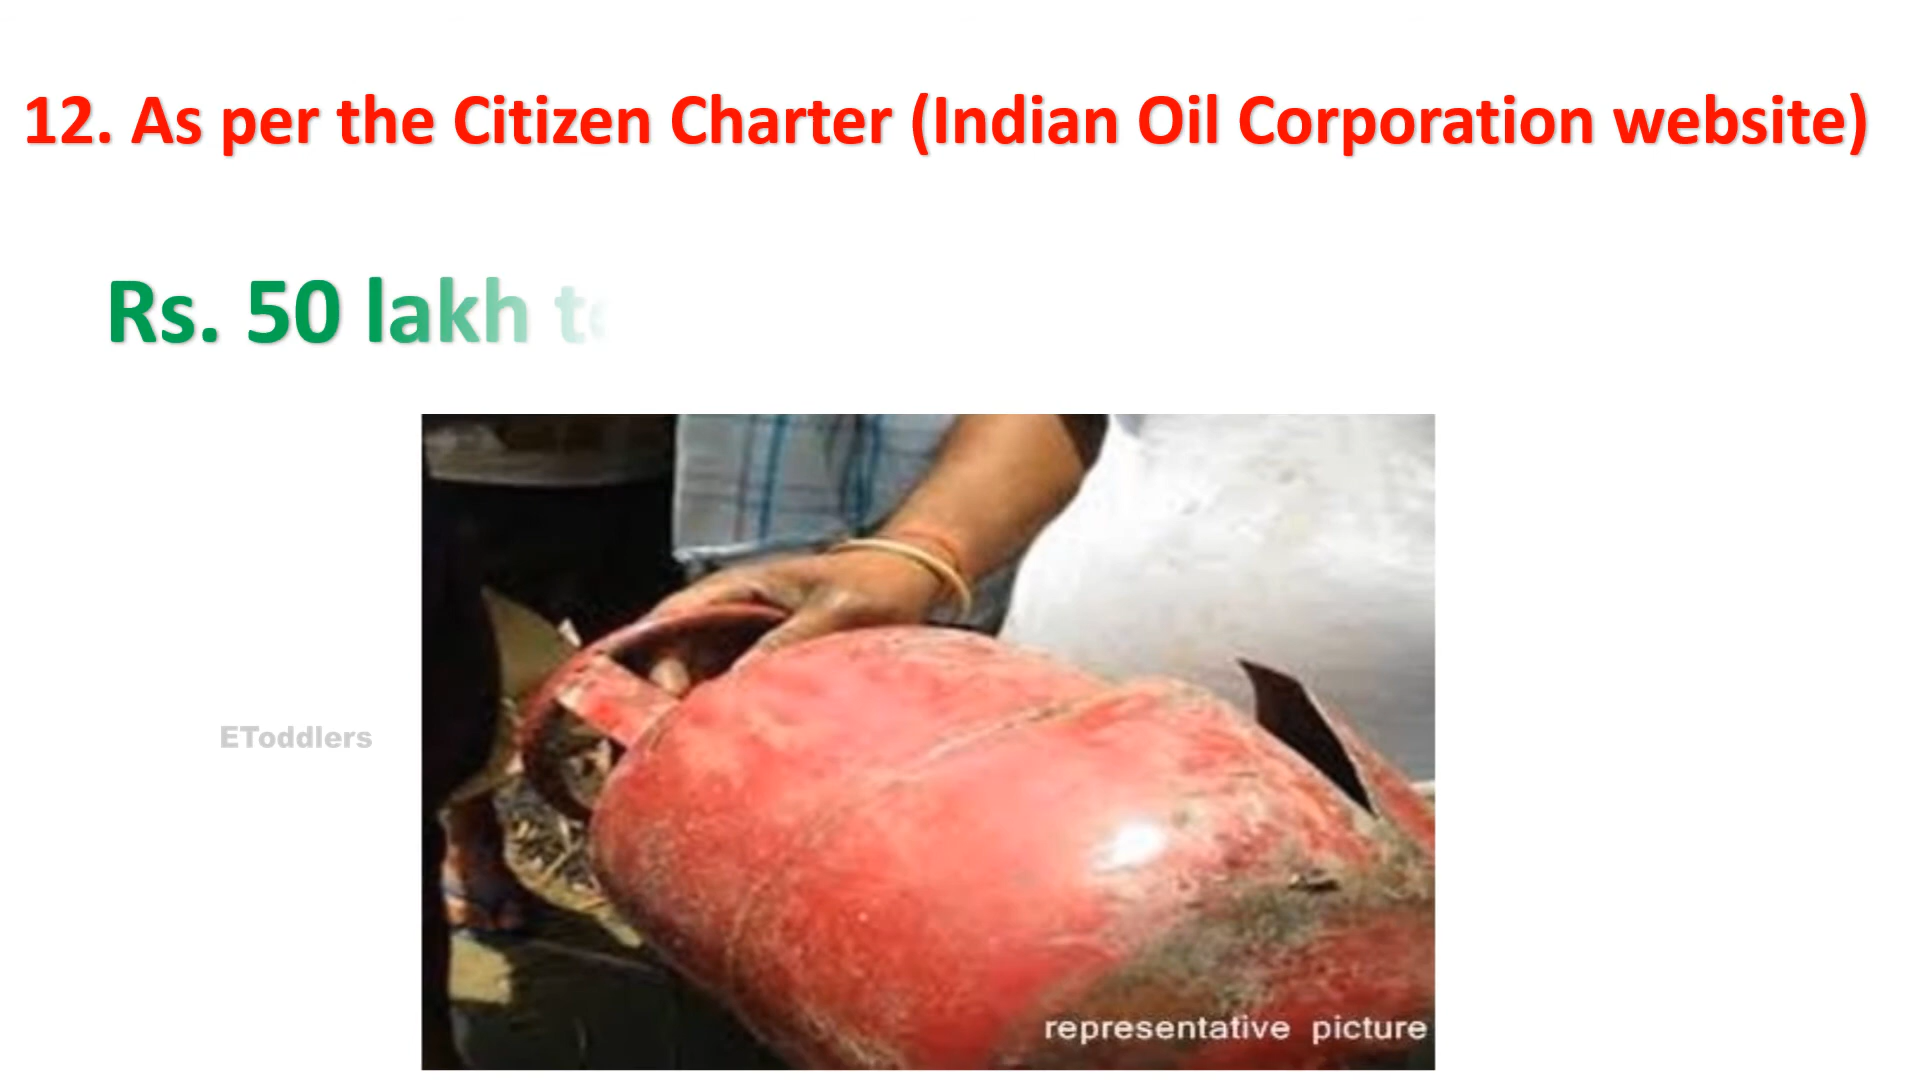 12. As per the Citizen Charter (Indian Oil Corporation website)
Rs. 50 lakh
EToddlers
representative picture